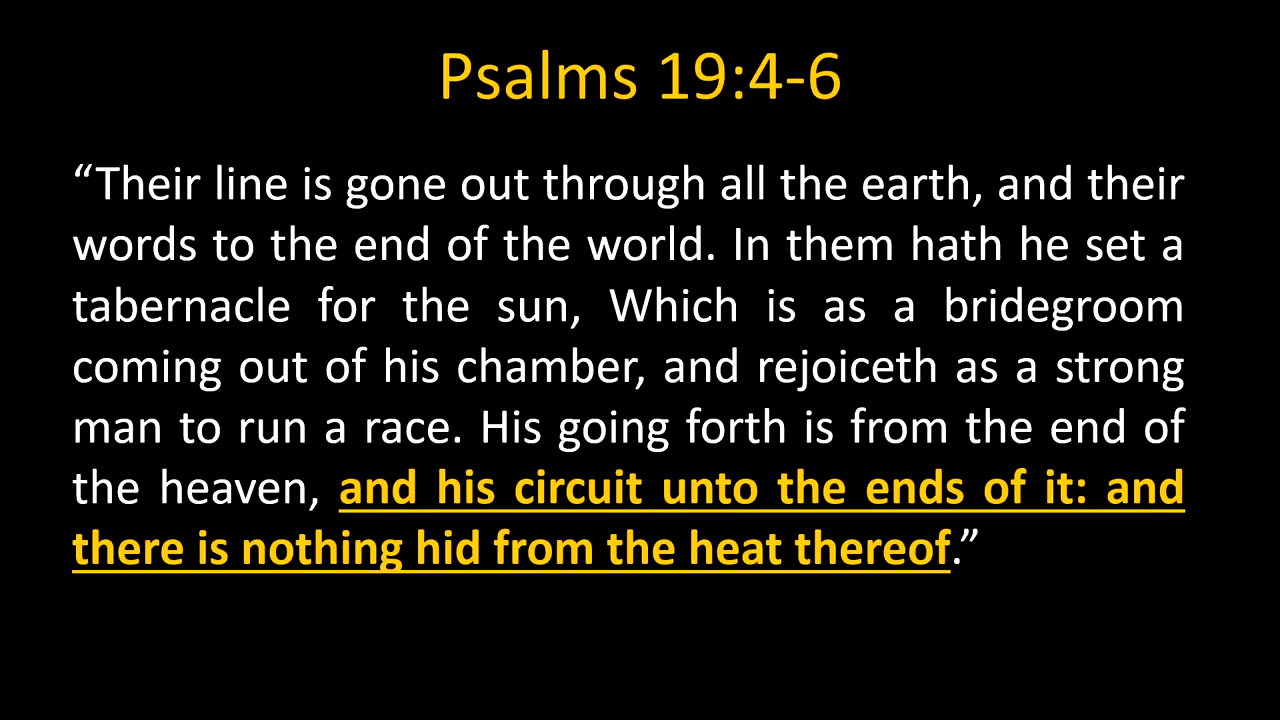 Psalms 19:4-6
“Their line is gone out through all the earth, and their
words to the end of the world. In them hath he set a
tabernacle for the sun, Which is as a bridegroom
coming out of his chamber, and rejoiceth as a strong
man to run a race. His going forth is from the end of
the heaven, and his circuit unto the ends of it: and
there is nothing hid from the heat thereof.”